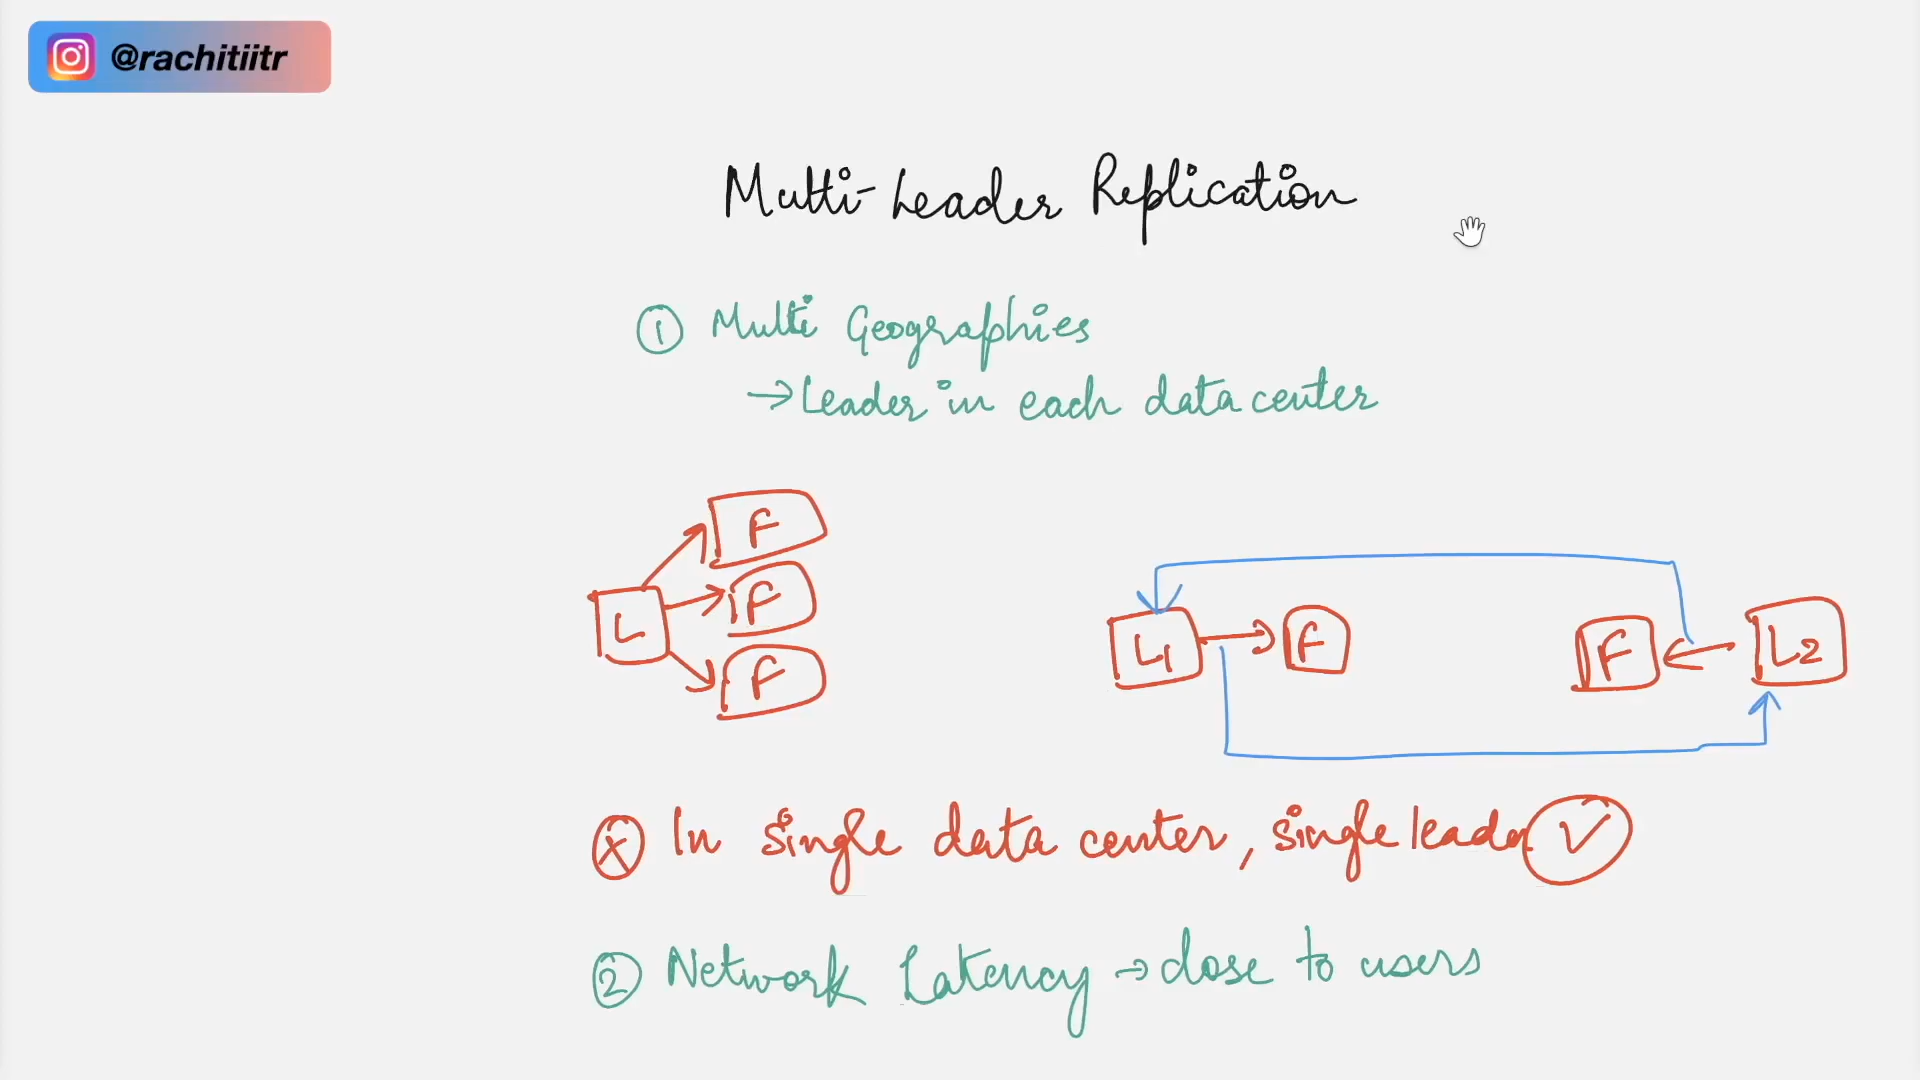 @rachitiitr
Multi-Leader Replication
1 Multi Geographies
→ Leader in each data center
F
F
L
F
L1 → F
F ← L2
x In single data center, single leader ✓
2 Network Latency → close to users